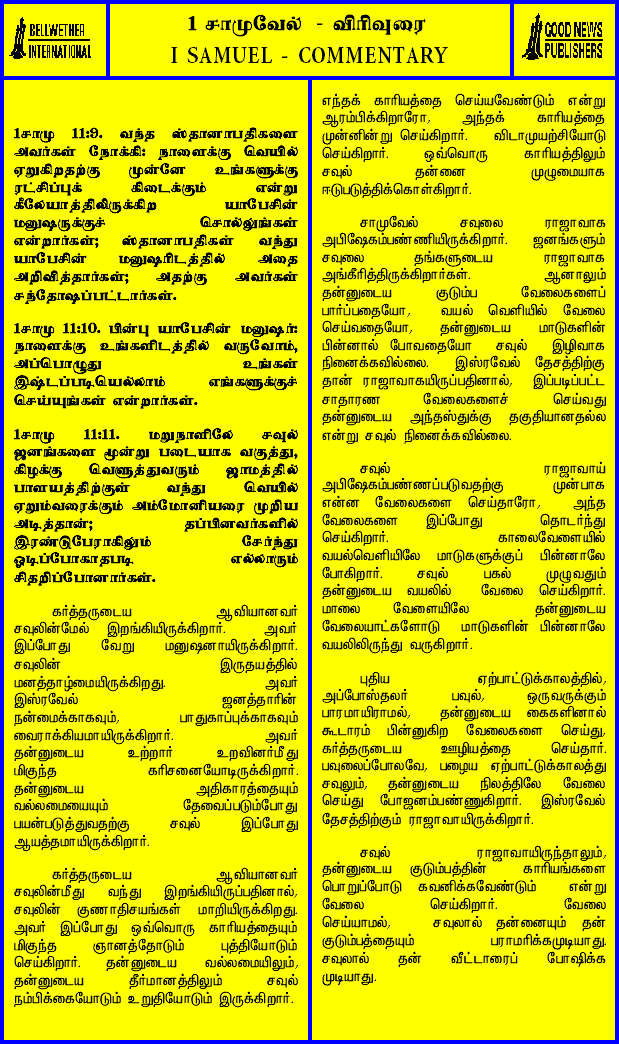 BELLWETHER
INTERNATIONAL
1 சாமுவேல் - விரிவுரை
I SAMUEL - COMMENTARY
GOOD NEWS
PUBLISHERS
1சாமு 11:9. வந்த ஸ்தானாபதிகளை
அவர்கள் நோக்கி: நாளைக்கு வெயில்
ஏறுகிறதற்கு முன்னே உங்களுக்கு
ரட்சிப்புக் கிடைக்கும் என்று
கீலேயாத்திலிருக்கிற யாபேசின்
மனுஷருக்குச் சொல்லுங்கள்
என்றார்கள்; ஸ்தானாபதிகள் வந்து
யாபேசின் மனுஷரிடத்தில் அதை
அறிவித்தார்கள்; அதற்கு அவர்கள்
சந்தோஷப்பட்டார்கள்.
1சாமு 11:10. பின்பு யாபேசின் மனுஷர்:
நாளைக்கு உங்களிடத்தில் வருவோம்,
அப்பொழுது உங்கள்
இஷ்டப்படியெல்லாம் எங்களுக்குச்
செய்யுங்கள் என்றார்கள்.
1சாமு 11:11. மறுநாளிலே சவுல்
ஜனங்களை மூன்று படையாக வகுத்து,
கிழக்கு வெளுத்துவரும் ஜாமத்தில்
பாளயத்திற்குள் வந்து வெயில்
ஏறும்வரைக்கும் அம்மோனியரை முறிய
அடித்தான்; தப்பினவர்களில்
இரண்டுபேராகிலும் சேர்ந்து
ஓடிப்போகாதபடி எல்லாரும்
சிதறிப்போனார்கள்.
கர்த்தருடைய ஆவியானவர்
சவுலின்மேல் இறங்கியிருக்கிறார். அவர்
இப்போது வேறு மனுஷனாயிருக்கிறார்.
சவுலின் இருதயத்தில்
மனத்தாழ்மையிருக்கிறது. அவர்
இஸ்ரவேல் ஜனத்தாரின்
நன்மைக்காகவும், பாதுகாப்புக்காகவும்
வைராக்கியமாயிருக்கிறார். அவர்
தன்னுடைய உற்றார் உறவினர்மீது
மிகுந்த கரிசனையோடிருக்கிறார்.
தன்னுடைய அதிகாரத்தையும்
வல்லமையையும் தேவைப்படும்போது
பயன்படுத்துவதற்கு சவுல் இப்போது
ஆயத்தமாயிருக்கிறார்.
கர்த்தருடைய ஆவியானவர்
சவுலின்மீது வந்து இறங்கியிருப்பதினால்,
சவுலின் குணாதிசயங்கள் மாறியிருக்கிறது.
அவர் இப்போது ஒவ்வொரு காரியத்தையும்
மிகுந்த ஞானத்தோடும் புத்தியோடும்
செய்கிறார். தன்னுடைய வல்லமையிலும்,
தன்னுடைய தீர்மானத்திலும் சவுல்
நம்பிக்கையோடும் உறுதியோடும் இருக்கிறார்.
எந்தக் காரியத்தை செய்யவேண்டும் என்று
ஆரம்பிக்கிறாரோ, அந்தக் காரியத்தை
முன்னின்று செய்கிறார். விடாமுயற்சியோடு
செய்கிறார். ஒவ்வொரு காரியத்திலும்
சவுல் தன்னை முழுமையாக
ஈடுபடுத்திக்கொள்கிறார்.
சாமுவேல் சவுலை ராஜாவாக
அபிஷேகம்பண்ணியிருக்கிறார். ஜனங்களும்
சவுலை தங்களுடைய ராஜாவாக
அங்கீரித்திருக்கிறார்கள். ஆனாலும்
தன்னுடைய குடும்ப வேலைகளைப்
பார்ப்பதையோ, வயல் வெளியில் வேலை
செய்வதையோ, தன்னுடைய மாடுகளின்
பின்னால் போவதையோ சவுல் இழிவாக
நினைக்கவில்லை. இஸ்ரவேல் தேசத்திற்கு
தான் ராஜாவாகயிருப்பதினால், இப்படிப்பட்ட
சாதாரண வேலைகளைச் செய்வது
தன்னுடைய அந்தஸ்துக்கு தகுதியானதல்ல
என்று சவுல் நினைக்கவில்லை.
சவுல் ராஜாவாய்
அபிஷேகம்பண்ணப்படுவதற்கு முன்பாக
என்ன வேலைகளை செய்தாரோ, அந்த
வேலைகளை இப்போது தொடர்ந்து
செய்கிறார். காலைவேளையில்
வயல்வெளியிலே மாடுகளுக்குப் பின்னாலே
போகிறார். சவுல் பகல் முழுவதும்
தன்னுடைய வயலில் வேலை செய்கிறார்.
மாலை வேளையிலே தன்னுடைய
வேலையாட்களோடு மாடுகளின் பின்னாலே
வயலிலிருந்து வருகிறார்.
புதிய ஏற்பாட்டுக்காலத்தில்,
அப்போஸ்தலர் பவுல், ஒருவருக்கும்
பாரமாயிராமல், தன்னுடைய கைகளினால்
கூடாரம் பின்னுகிற வேலைகளை செய்து,
கர்த்தருடைய ஊழியத்தை செய்தார்.
பவுலைப்போலவே, பழைய ஏற்பாட்டுக்காலத்து
சவுலும், தன்னுடைய நிலத்திலே வேலை
செய்து போஜனம்பண்ணுகிறார். இஸ்ரவேல்
தேசத்திற்கும் ராஜாவாயிருக்கிறார்.
சவுல் ராஜாவாயிருந்தாலும்,
தன்னுடைய குடும்பத்தின் காரியங்களை
பொறுப்போடு கவனிக்கவேண்டும் என்று
வேலை செய்கிறார். வேலை
செய்யாமல், சவுலால் தன்னையும் தன்
குடும்பத்தையும் பராமரிக்கமுடியாது.
சவுலால் தன் வீட்டாரைப் போஷிக்க
முடியாது.